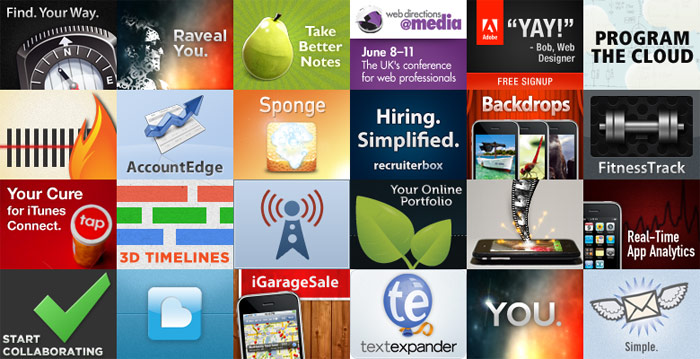 Find. Your Way.
N
Raveal
You.
Take
Better
Notes
web directions
@media
June 8–11
The UK's conference
for web professionals
Adobe
“YAY!”
- Bob, Web
Designer
FREE SIGNUP
PROGRAM
THE CLOUD
AccountEdge
Sponge
Hiring.
Simplified.
recruiterbox
Backdrops
FitnessTrack
Your Cure
for iTunes
Connect.
tap
3D TIMELINES
Your Online
Portfolio
Real-Time
App Analytics
START
COLLABORATING
iGarageSale
te
textexpander
YOU.
Simple.